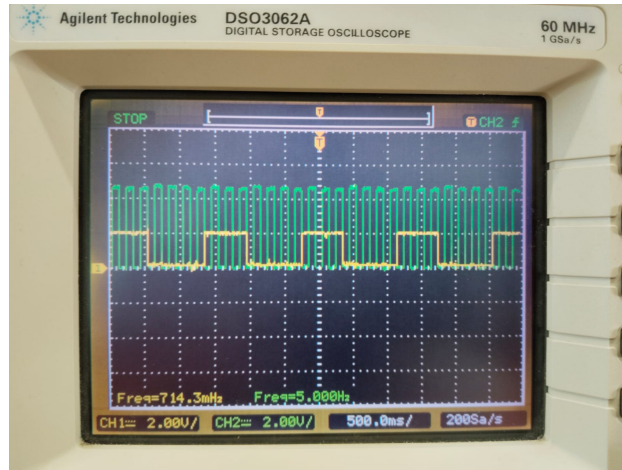 Agilent Technologies DSO3062A
DIGITAL STORAGE OSCILLOSCOPE
60 MHz
1 GSa/s
STOP
T
T CH2
T
1
Freq=714.3mHz Freq=5.000Hz
CH1 2.00V/ CH2 2.00V/ 500.0ms/ 200Sa/s